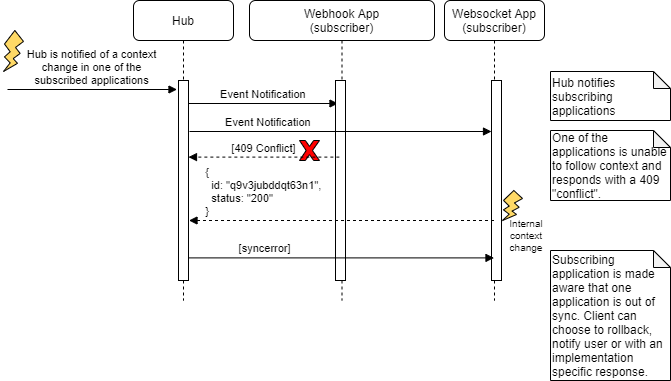 Hub
Webhook App
(subscriber)
Websocket App
(subscriber)
Hub is notified of a context
change in one of the
subscribed applications
Event Notification
Event Notification
[409 Conflict]
{
id: "q9v3jubddqt63n1",
status: "200"
}
Internal
context
change
[syncerror]
Hub notifies
subscribing
applications
One of the
applications is unable
to follow context and
responds with a 409
"conflict".
Subscribing
application is made
aware that one
application is out of
sync. Client can
choose to rollback,
notify user or with an
implementation
specific response.